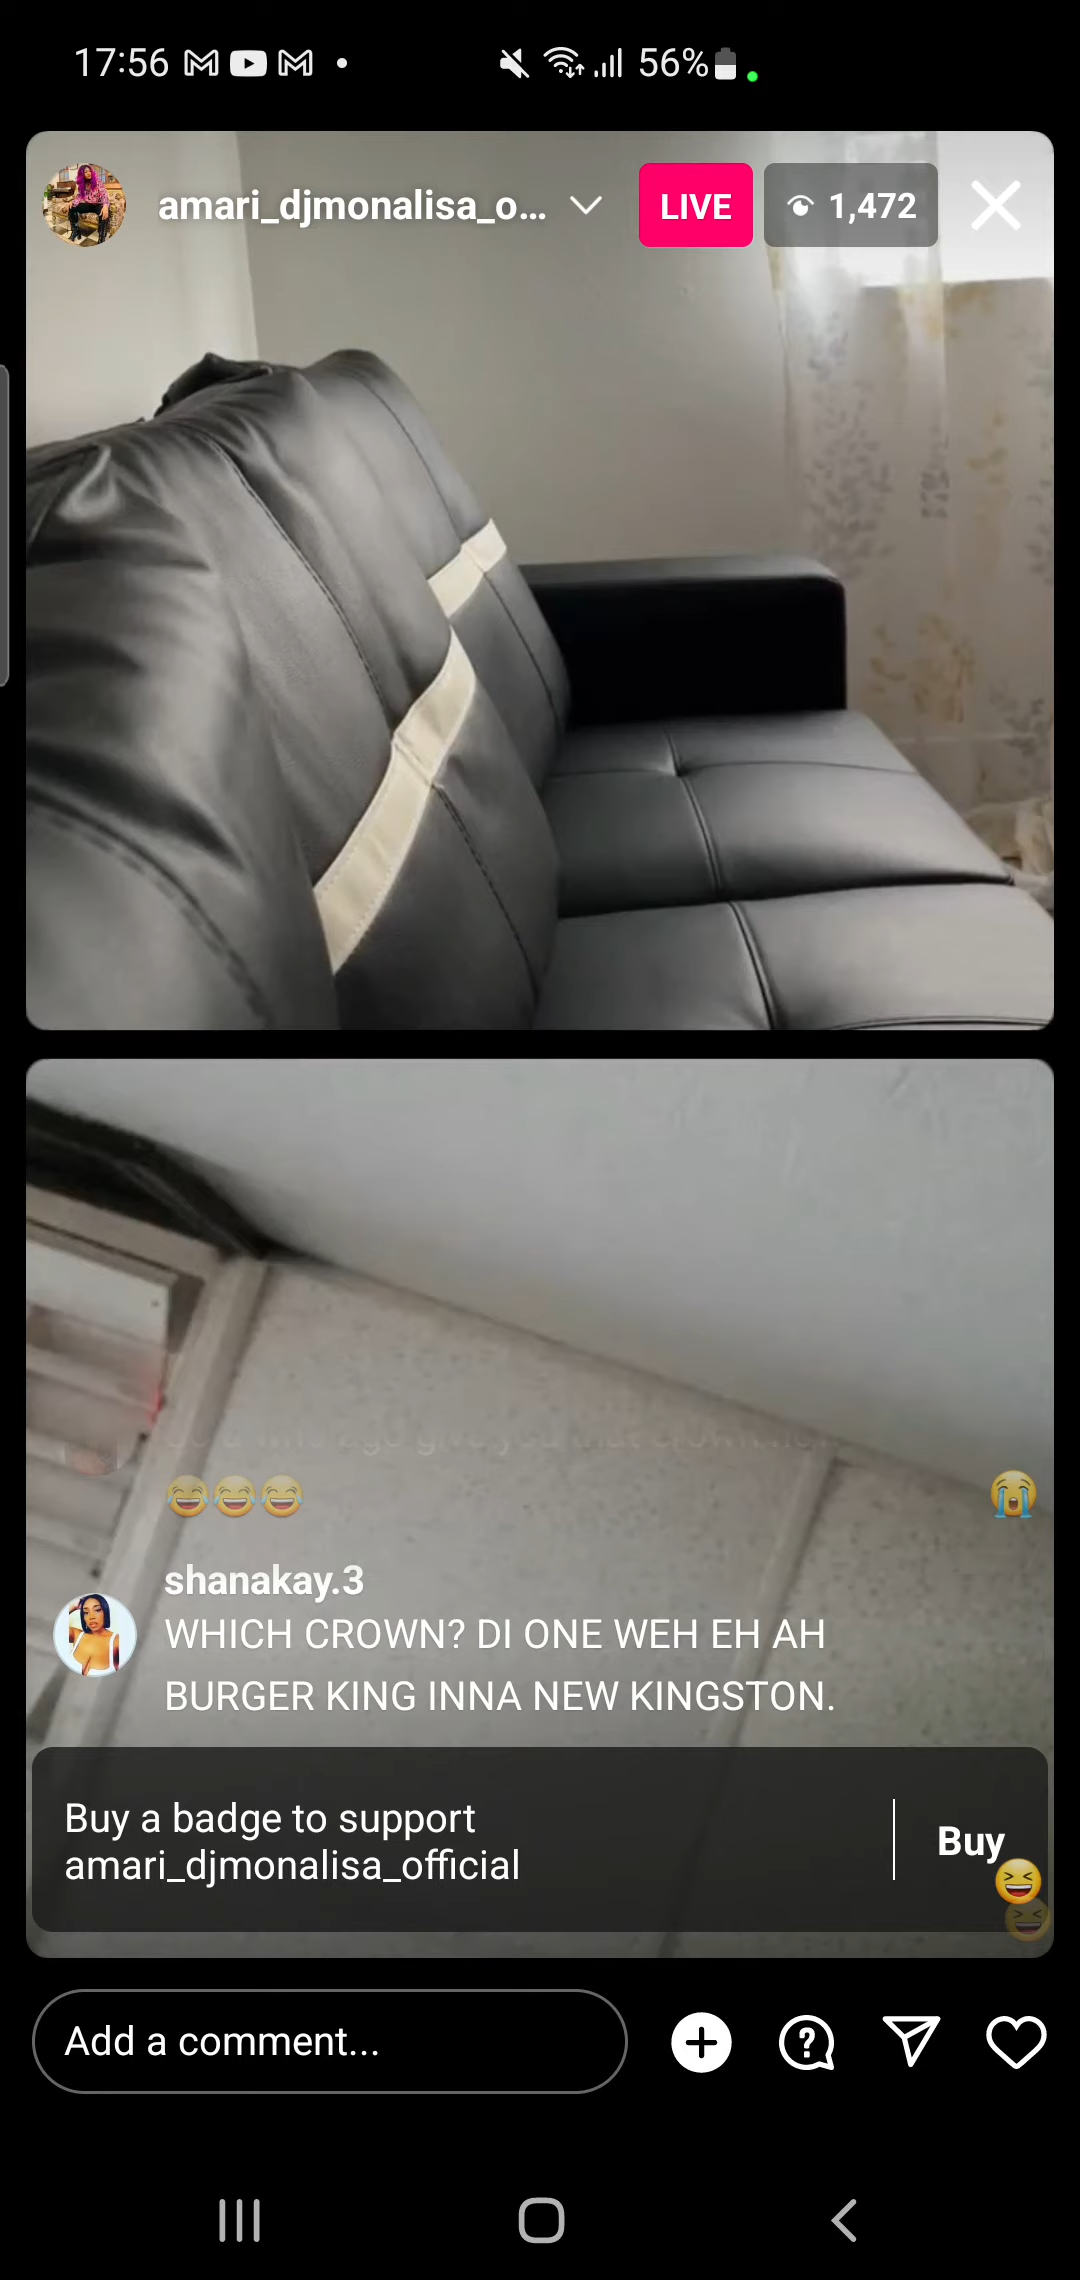 17:56
56%
amari_djmonalisa_o...
LIVE
1,472
shanakay.3
WHICH CROWN? DI ONE WEH EH AH
BURGER KING INNA NEW KINGSTON.
Buy a badge to support
amari_djmonalisa_official
Buy
Add a comment...